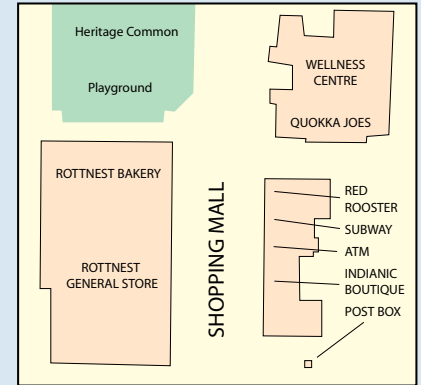 Heritage Common
Playground
WELLNESS
CENTRE
QUOKKA JOES
ROTTNEST BAKERY
ROTTNEST
GENERAL STORE
SHOPPING MALL
RED
ROOSTER
SUBWAY
ATM
INDIANIC
BOUTIQUE
POST BOX